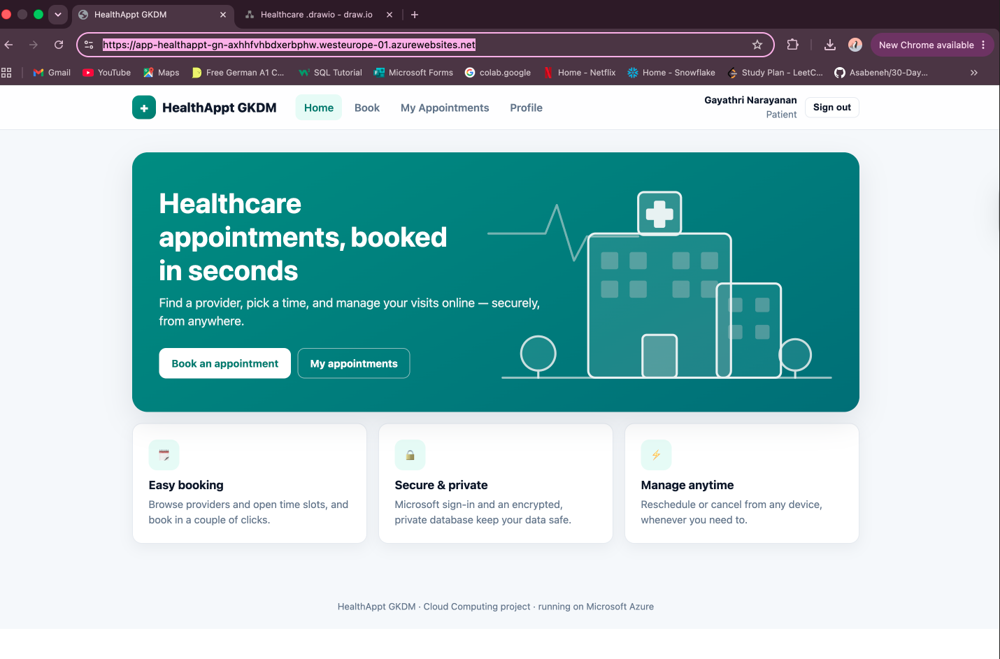 HealthAppt GKDM
Healthcare .drawio - draw.io
https://app-healthappt-gn-axhhfvhbdxerbphw.westeurope-01.azurewebsites.net
New Chrome available
Gmail
YouTube
Maps
Free German A1 C...
SQL Tutorial
Microsoft Forms
colab.google
Home - Netflix
Home - Snowflake
Study Plan - LeetC...
Asabeneh/30-Day...
HealthAppt GKDM
Home
Book
My Appointments
Profile
Gayathri Narayanan
Patient
Sign out
Healthcare
appointments, booked
in seconds
Find a provider, pick a time, and manage your visits online — securely,
from anywhere.
Book an appointment
My appointments
Easy booking
Browse providers and open time slots, and
book in a couple of clicks.
Secure & private
Microsoft sign-in and an encrypted,
private database keep your data safe.
Manage anytime
Reschedule or cancel from any device,
whenever you need to.
HealthAppt GKDM · Cloud Computing project · running on Microsoft Azure